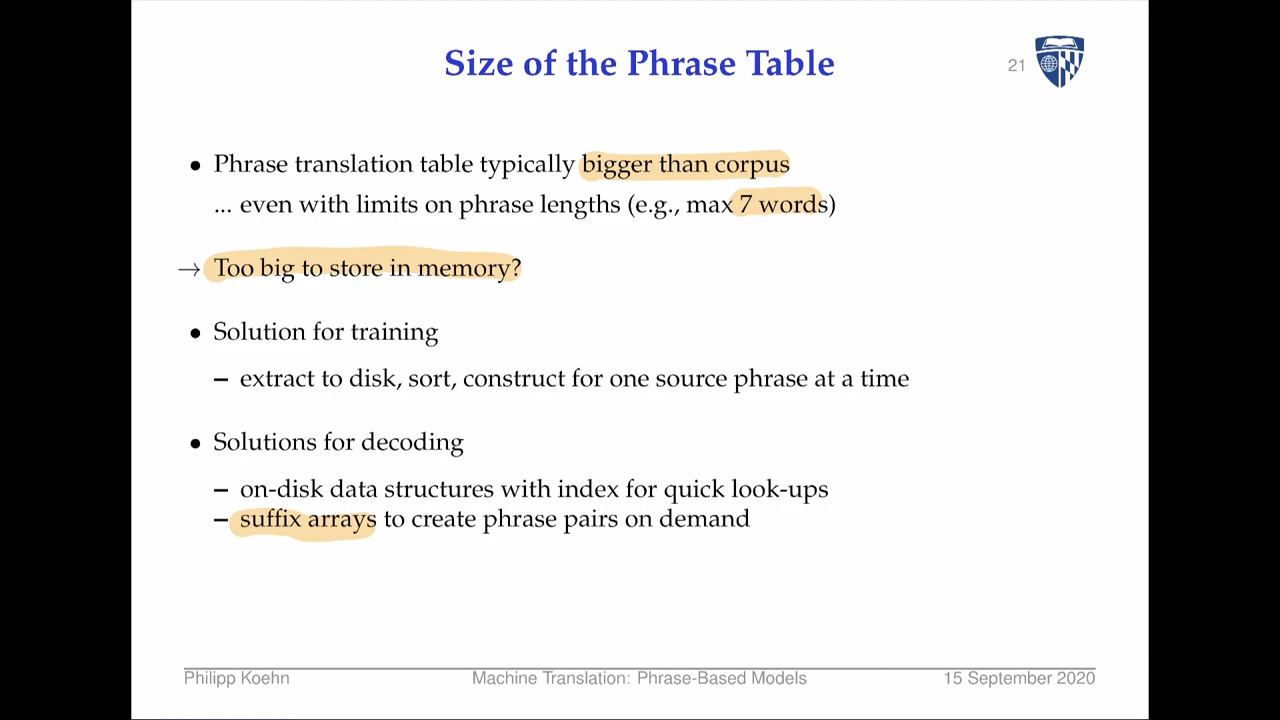 Size of the Phrase Table
21
• Phrase translation table typically bigger than corpus
... even with limits on phrase lengths (e.g., max 7 words)
→ Too big to store in memory?
• Solution for training
– extract to disk, sort, construct for one source phrase at a time
• Solutions for decoding
– on-disk data structures with index for quick look-ups
– suffix arrays to create phrase pairs on demand
Philipp Koehn
Machine Translation: Phrase-Based Models
15 September 2020